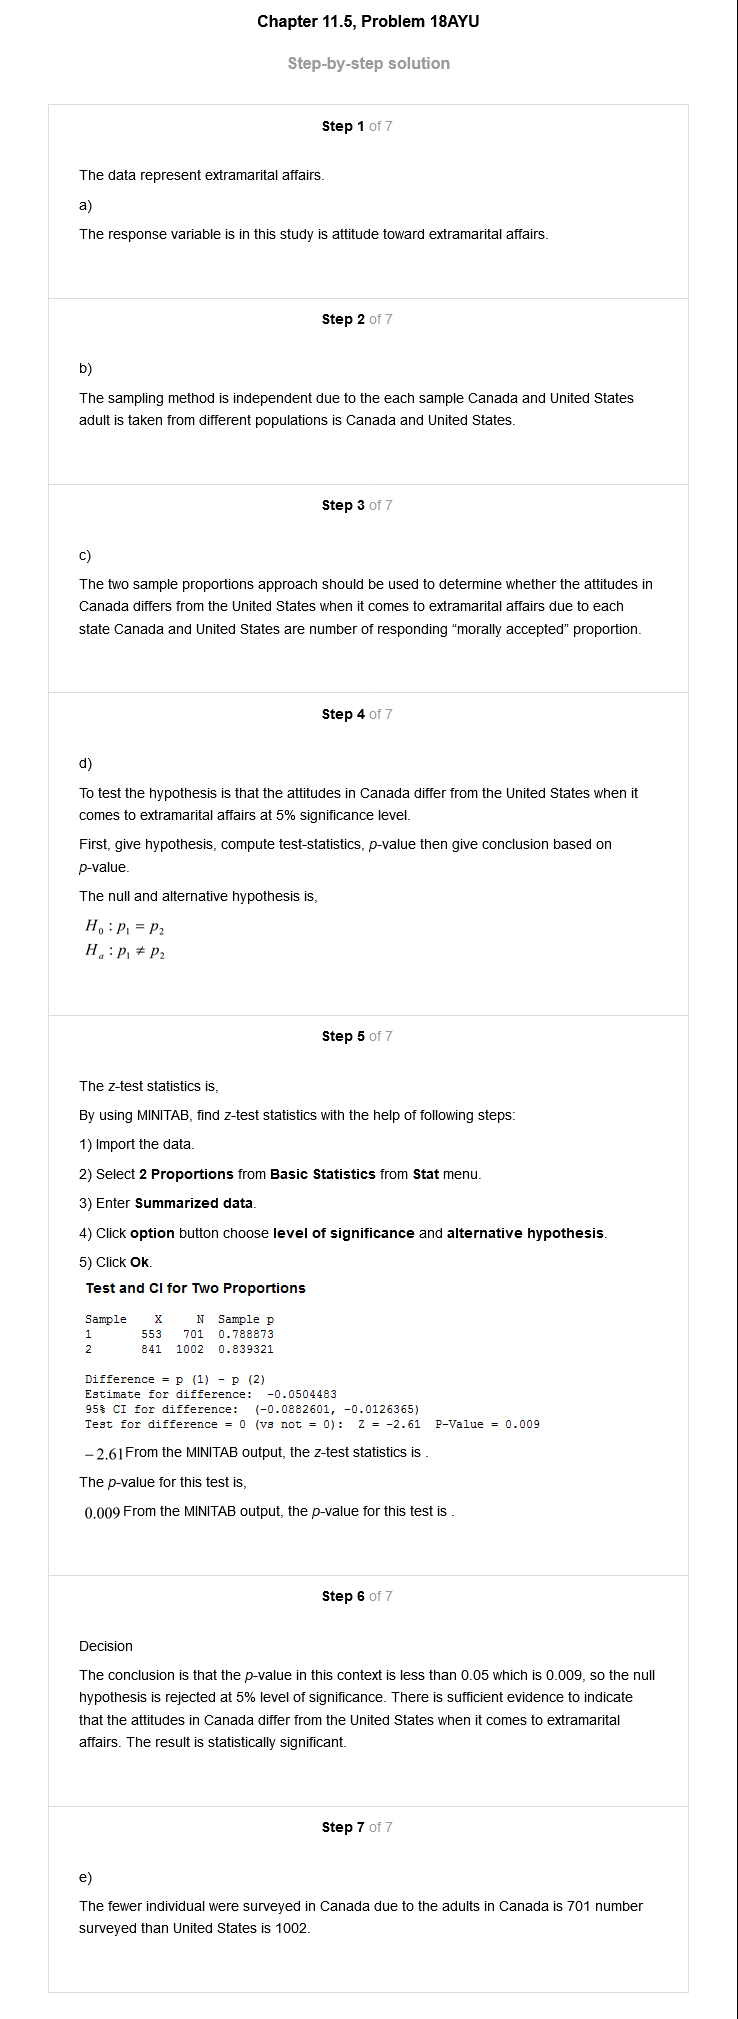 Chapter 11.5, Problem 18AYU
Step-by-step solution
Step 1 of 7
The data represent extramarital affairs.
a)
The response variable is in this study is attitude toward extramarital affairs.
Step 2 of 7
b)
The sampling method is independent due to the each sample Canada and United States
adult is taken from different populations is Canada and United States.
Step 3 of 7
c)
The two sample proportions approach should be used to determine whether the attitudes in
Canada differs from the United States when it comes to extramarital affairs due to each
state Canada and United States are number of responding “morally accepted” proportion.
Step 4 of 7
d)
To test the hypothesis is that the attitudes in Canada differ from the United States when it
comes to extramarital affairs at 5% significance level.
First, give hypothesis, compute test-statistics, p-value then give conclusion based on
p-value.
The null and alternative hypothesis is,
H₀ : p₁ = p₂
Hₐ : p₁ ≠ p₂
Step 5 of 7
The z-test statistics is,
By using MINITAB, find z-test statistics with the help of following steps:
1) Import the data.
2) Select 2 Proportions from Basic Statistics from Stat menu.
3) Enter Summarized data.
4) Click option button choose level of significance and alternative hypothesis.
5) Click Ok.
Test and CI for Two Proportions
Sample X N Sample p
1 553 701 0.788873
2 841 1002 0.839321
Difference = p (1) - p (2)
Estimate for difference: -0.0504483
95% CI for difference: (-0.0882601, -0.0126365)
Test for difference = 0 (vs not = 0): Z = -2.61 P-Value = 0.009
−2.61From the MINITAB output, the z-test statistics is .
The p-value for this test is,
0.009 From the MINITAB output, the p-value for this test is .
Step 6 of 7
Decision
The conclusion is that the p-value in this context is less than 0.05 which is 0.009, so the null
hypothesis is rejected at 5% level of significance. There is sufficient evidence to indicate
that the attitudes in Canada differ from the United States when it comes to extramarital
affairs. The result is statistically significant.
Step 7 of 7
e)
The fewer individual were surveyed in Canada due to the adults in Canada is 701 number
surveyed than United States is 1002.